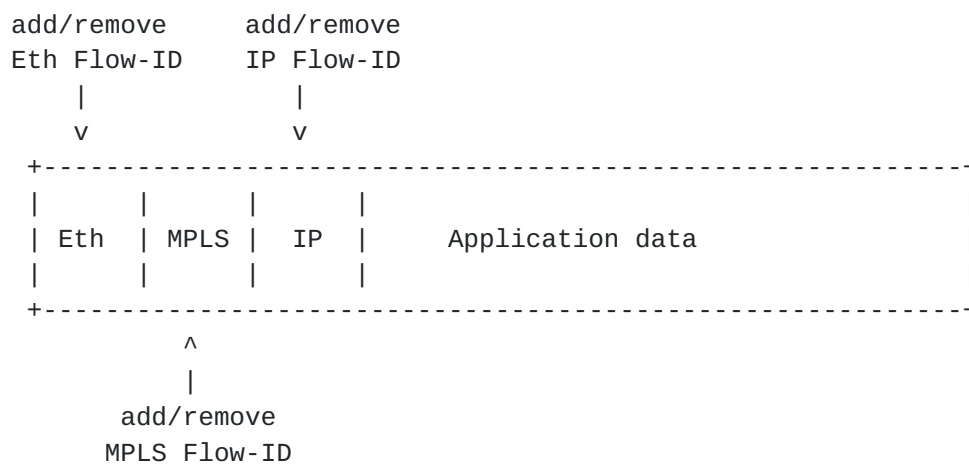 add/remove add/remove
Eth Flow-ID IP Flow-ID
Eth MPLS IP Application data
add/remove
MPLS Flow-ID